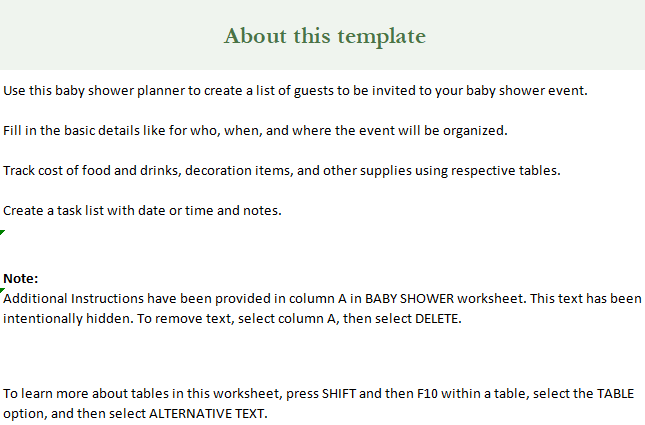 About this template
Use this baby shower planner to create a list of guests to be invited to your baby shower event.
Fill in the basic details like for who, when, and where the event will be organized.
Track cost of food and drinks, decoration items, and other supplies using respective tables.
Create a task list with date or time and notes.
Note:
Additional Instructions have been provided in column A in BABY SHOWER worksheet. This text has been
intentionally hidden. To remove text, select column A, then select DELETE.
To learn more about tables in this worksheet, press SHIFT and then F10 within a table, select the TABLE
option, and then select ALTERNATIVE TEXT.